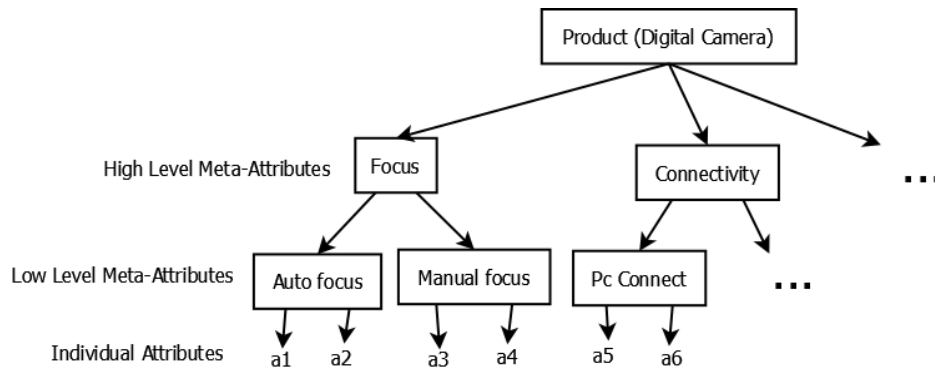 Product (Digital Camera)
High Level Meta-Attributes
Focus
Connectivity
...
Low Level Meta-Attributes
Auto focus
Manual focus
Pc Connect
...
Individual Attributes
a1
a2
a3
a4
a5
a6